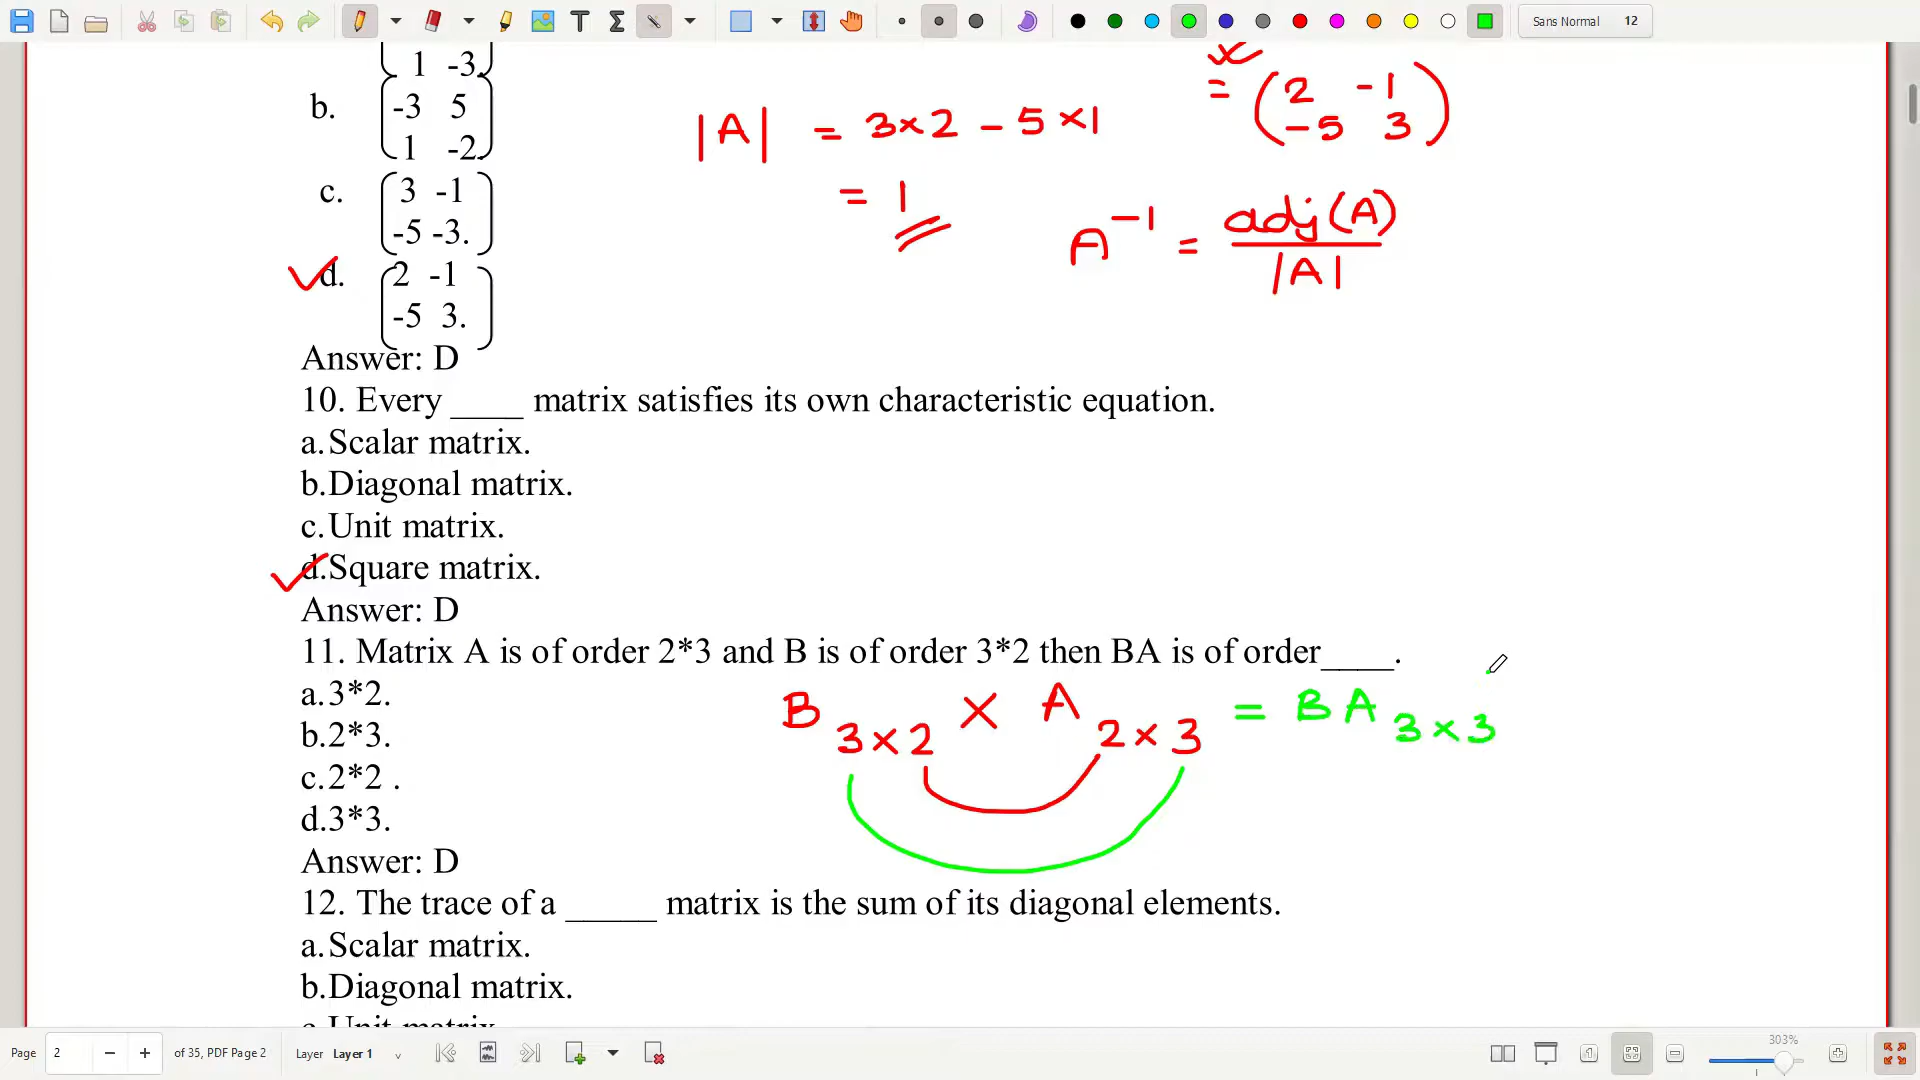 Sans Normal 12
1 -3
b. -3 5
1 -2
c. 3 -1
-5 -3.
d. 2 -1
-5 3.
= (2 -1
-5 3)
|A| = 3×2 - 5×1
= 1
A⁻¹ = adj(A)
|A|
Answer: D
10. Every ____ matrix satisfies its own characteristic equation.
a.Scalar matrix.
b.Diagonal matrix.
c.Unit matrix.
d.Square matrix.
Answer: D
11. Matrix A is of order 2*3 and B is of order 3*2 then BA is of order____.
a.3*2.
b.2*3.
c.2*2 .
d.3*3.
B 3×2 × A 2×3 = BA 3×3
Answer: D
12. The trace of a _____ matrix is the sum of its diagonal elements.
a.Scalar matrix.
b.Diagonal matrix.
c.Unit matrix.
Page 2 of 35, PDF Page 2 Layer Layer 1 303%